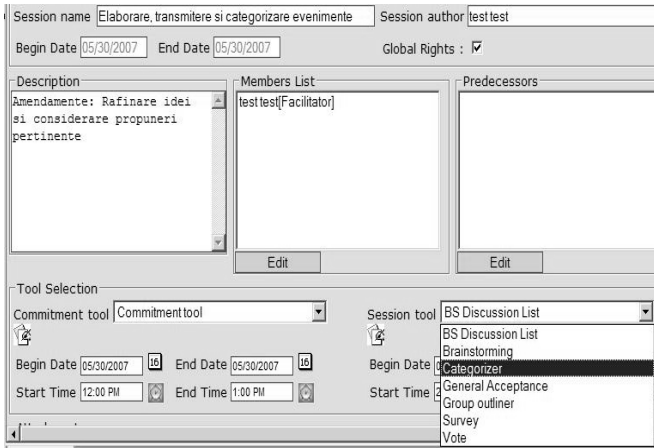 Session name Elaborare, transmitere si categorizare evenimente Session author test test
Begin Date 05/30/2007 End Date 05/30/2007 Global Rights :
Description
Amendamente: Rafinare idei
si considerare propuneri
pertinente
Members List
test test[Facilitator]
Edit
Predecessors
Edit
Tool Selection
Commitment tool Commitment tool
Begin Date 05/30/2007 16 End Date 05/30/2007 16
Start Time 12:00 PM End Time 1:00 PM
Session tool BS Discussion List
BS Discussion List
Brainstorming
Categorizer
General Acceptance
Group outliner
Survey
Vote
Begin Date
Start Time